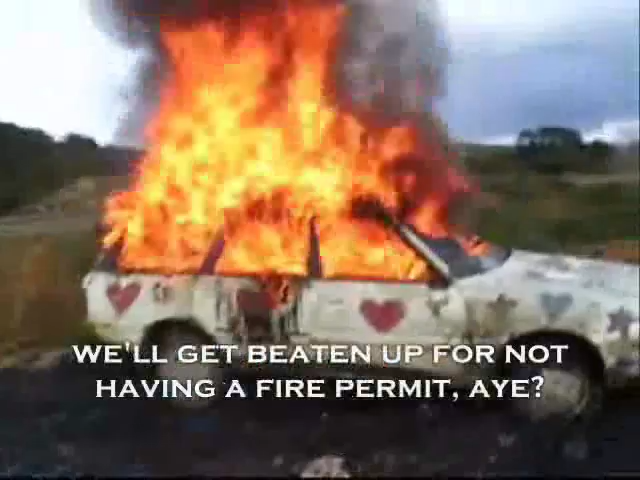 WE'LL GET BEATEN UP FOR NOT
HAVING A FIRE PERMIT, AYE?